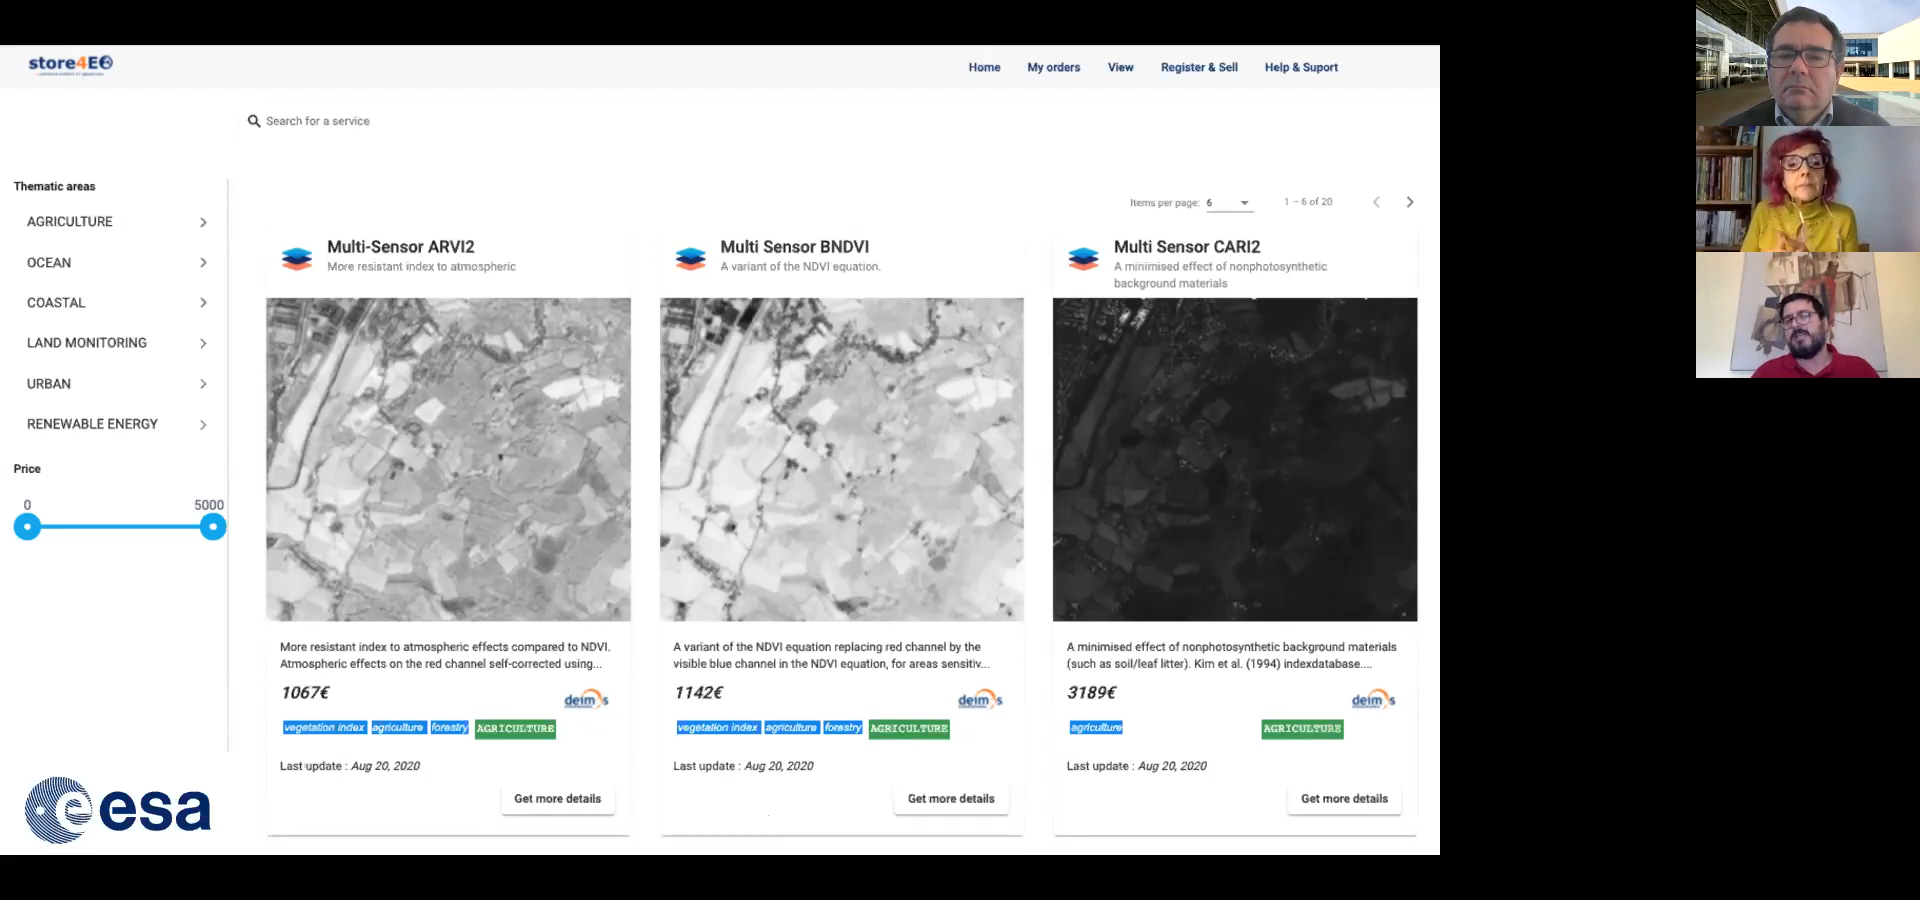 store4EO
Home My orders View Register & Sell Help & Suport
Search for a service
Thematic areas
AGRICULTURE
OCEAN
COASTAL
LAND MONITORING
URBAN
RENEWABLE ENERGY
Price
0 5000
esa
Items per page: 6 1 – 6 of 20
Multi-Sensor ARVI2
More resistant index to atmospheric
More resistant index to atmospheric effects compared to NDVI.
Atmospheric effects on the red channel self-corrected using...
1067€
deimos
vegetation index agriculture forestry AGRICULTURE
Last update : Aug 20, 2020
Get more details
Multi Sensor BNDVI
A variant of the NDVI equation.
A variant of the NDVI equation replacing red channel by the
visible blue channel in the NDVI equation, for areas sensitiv...
1142€
deimos
vegetation index agriculture forestry AGRICULTURE
Last update : Aug 20, 2020
Get more details
Multi Sensor CARI2
A minimised effect of nonphotosynthetic
background materials
A minimised effect of nonphotosynthetic background materials
(such as soil/leaf litter). Kim et al. (1994) indexdatabase....
3189€
deimos
agriculture AGRICULTURE
Last update : Aug 20, 2020
Get more details